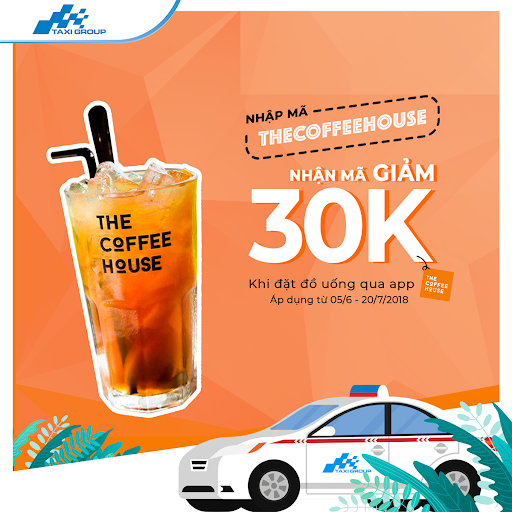 TAXI GROUP
NHẬP MÃ
THECOFFEEHOUSE
NHẬN MÃ GIẢM
30K
Khi đặt đồ uống qua app
THE
COFFEE
HOUSE
Áp dụng từ 05/6 - 20/7/2018
THE
COFFEE
HOUSE
TAXI GROUP